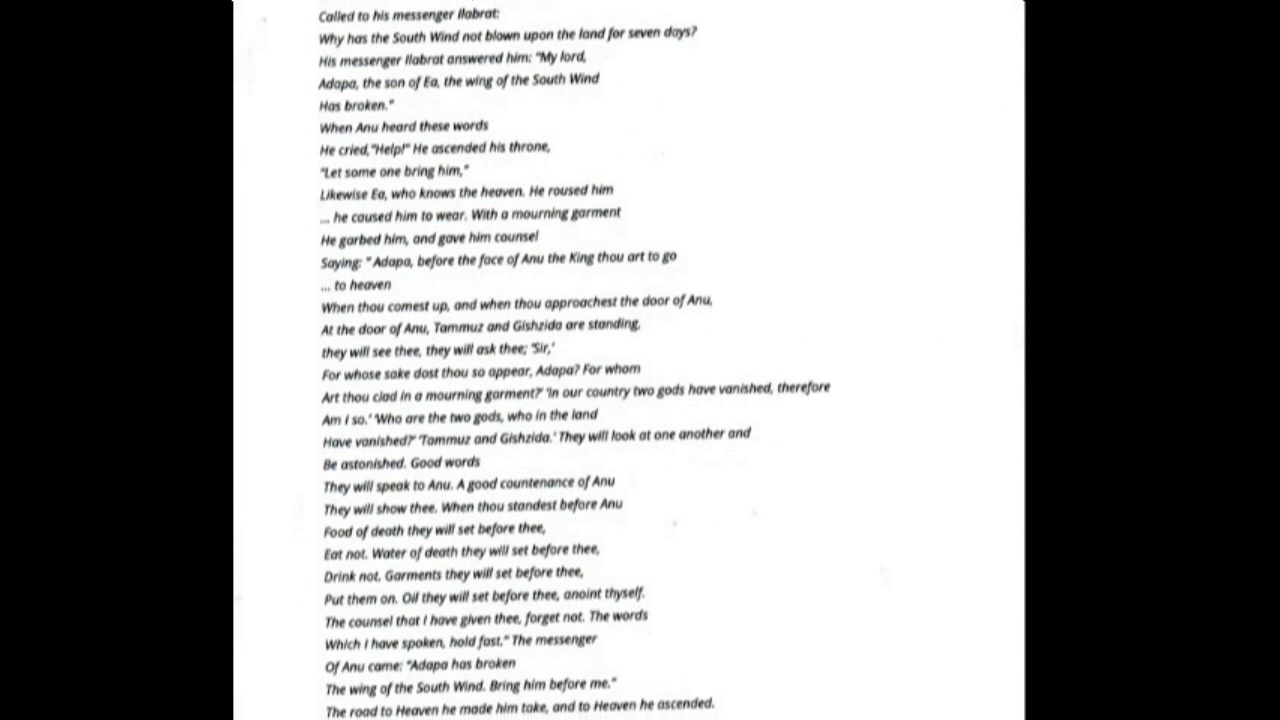 Called to his messenger Ilabrat:
Why has the South Wind not blown upon the land for seven days?
His messenger Ilabrat answered him: "My lord,
Adapa, the son of Ea, the wing of the South Wind
Has broken."
When Anu heard these words
He cried,"Help!" He ascended his throne,
"Let some one bring him,"
Likewise Ea, who knows the heaven. He roused him
... he caused him to wear. With a mourning garment
He garbed him, and gave him counsel
Saying: " Adapa, before the face of Anu the King thou art to go
... to heaven
When thou comest up, and when thou approachest the door of Anu,
At the door of Anu, Tammuz and Gishzida are standing,
they will see thee, they will ask thee; 'Sir,'
For whose sake dost thou so appear, Adapa? For whom
Art thou clad in a mourning garment?' 'In our country two gods have vanished, therefore
Am I so.' 'Who are the two gods, who in the land
Have vanished?' 'Tammuz and Gishzida.' They will look at one another and
Be astonished. Good words
They will speak to Anu. A good countenance of Anu
They will show thee. When thou standest before Anu
Food of death they will set before thee,
Eat not. Water of death they will set before thee,
Drink not. Garments they will set before thee,
Put them on. Oil they will set before thee, anoint thyself.
The counsel that I have given thee, forget not. The words
Which I have spoken, hold fast." The messenger
Of Anu came: "Adapa has broken
The wing of the South Wind. Bring him before me."
The road to Heaven he made him take, and to Heaven he ascended.